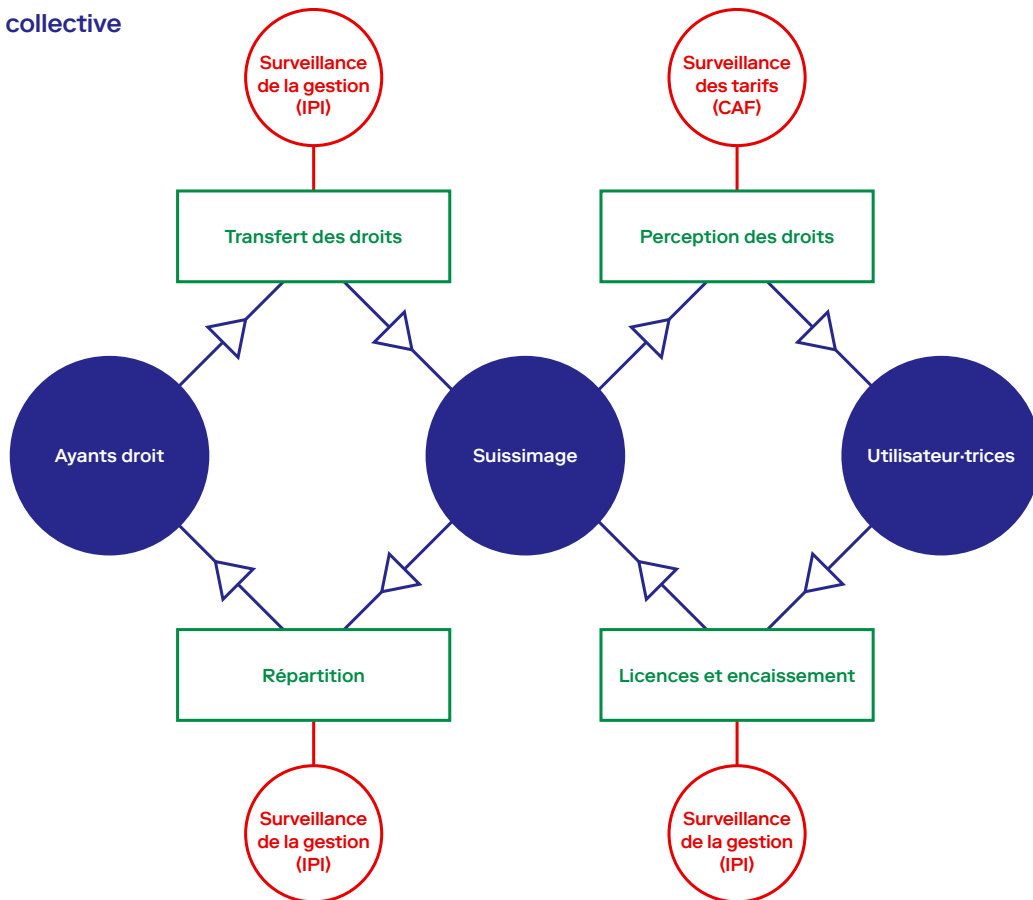 collective
Surveillance
de la gestion
(IPI)
Surveillance
des tarifs
(CAF)
Transfert des droits
Perception des droits
Ayants droit
Suissimage
Utilisateur·trices
Répartition
Licences et encaissement
Surveillance
de la gestion
(IPI)
Surveillance
de la gestion
(IPI)